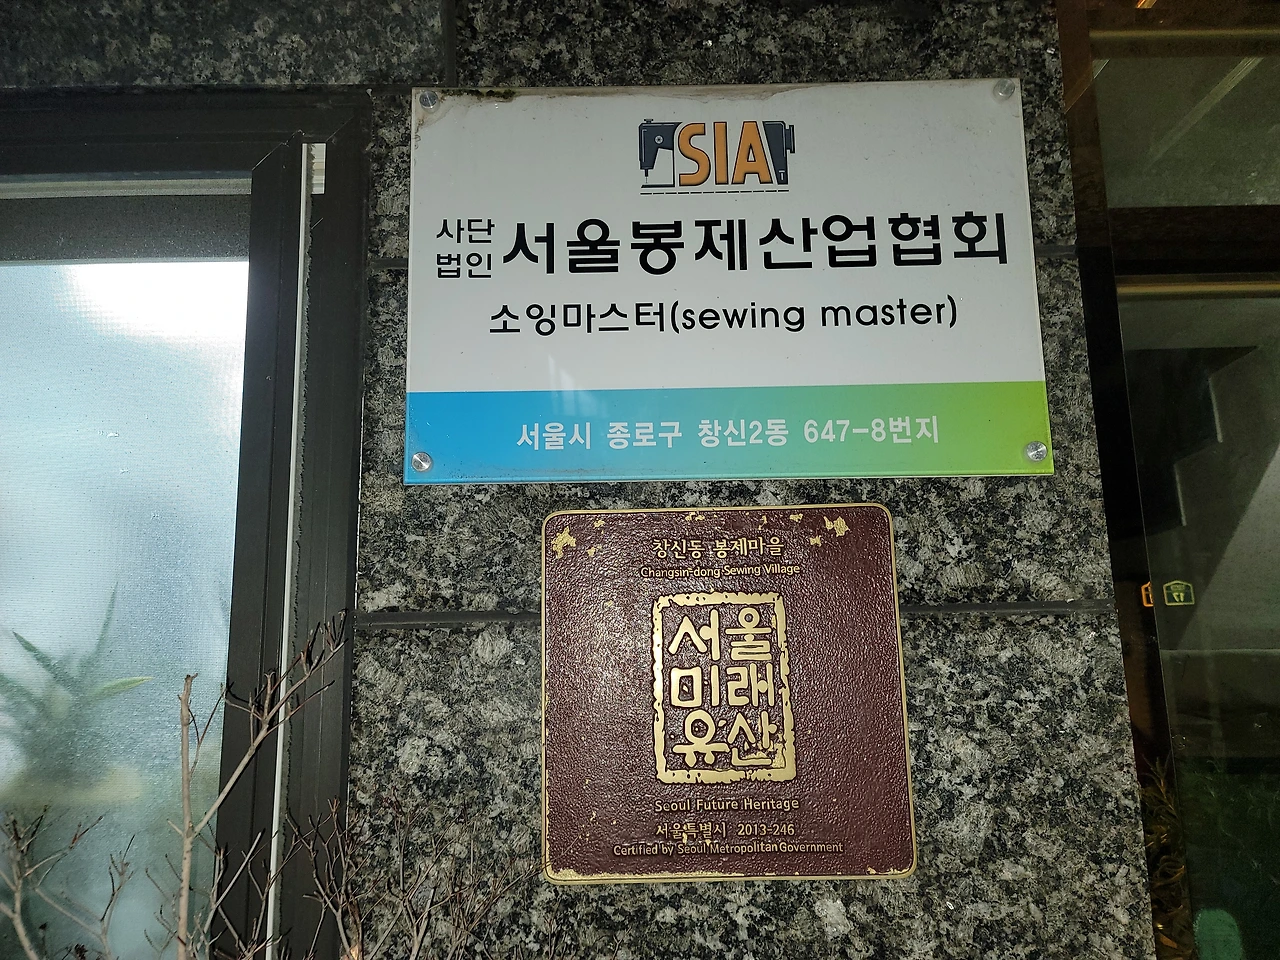 SIA
사단
법인
서울봉제산업협회
소잉마스터(sewing master)
서울시 종로구 창신2동 647-8번지
창신동 봉제마을
Changsin-dong Sewing Village
서울
미래
유산
Seoul Future Heritage
서울특별시 2013-246
Certified by Seoul Metropolitan Government